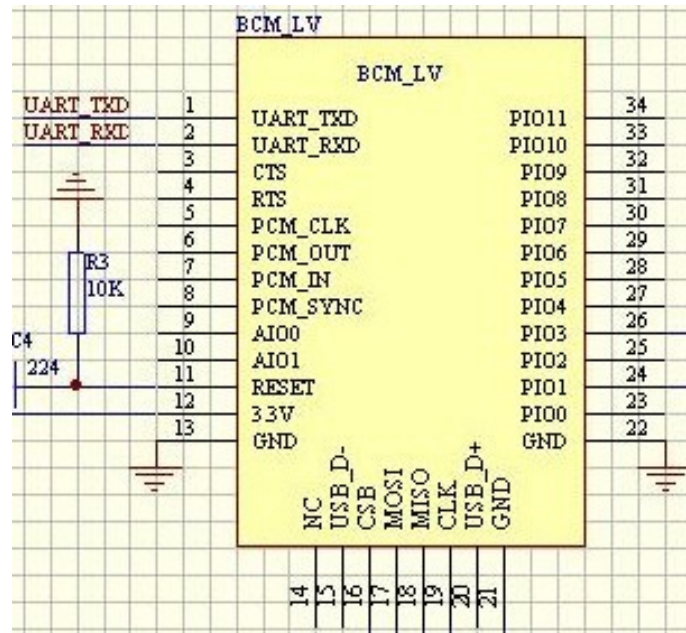 BCM_LV
BCM_LV
UART_TXD 1 UART_TXD PIO11 34
UART_RXD 2 UART_RXD PIO10 33
3 CTS PIO9 32
4 RTS PIO8 31
5 PCM_CLK PIO7 30
6 PCM_OUT PIO6 29
R3 7 PCM_IN PIO5 28
10K 8 PCM_SYNC PIO4 27
C4 9 AIO0 PIO3 26
224 10 AIO1 PIO2 25
11 RESET PIO1 24
12 3.3V PIO0 23
13 GND GND 22
NC USB_D- CSB MOSI MISO CLK USB_D+ GND
14 15 16 17 18 19 20 21